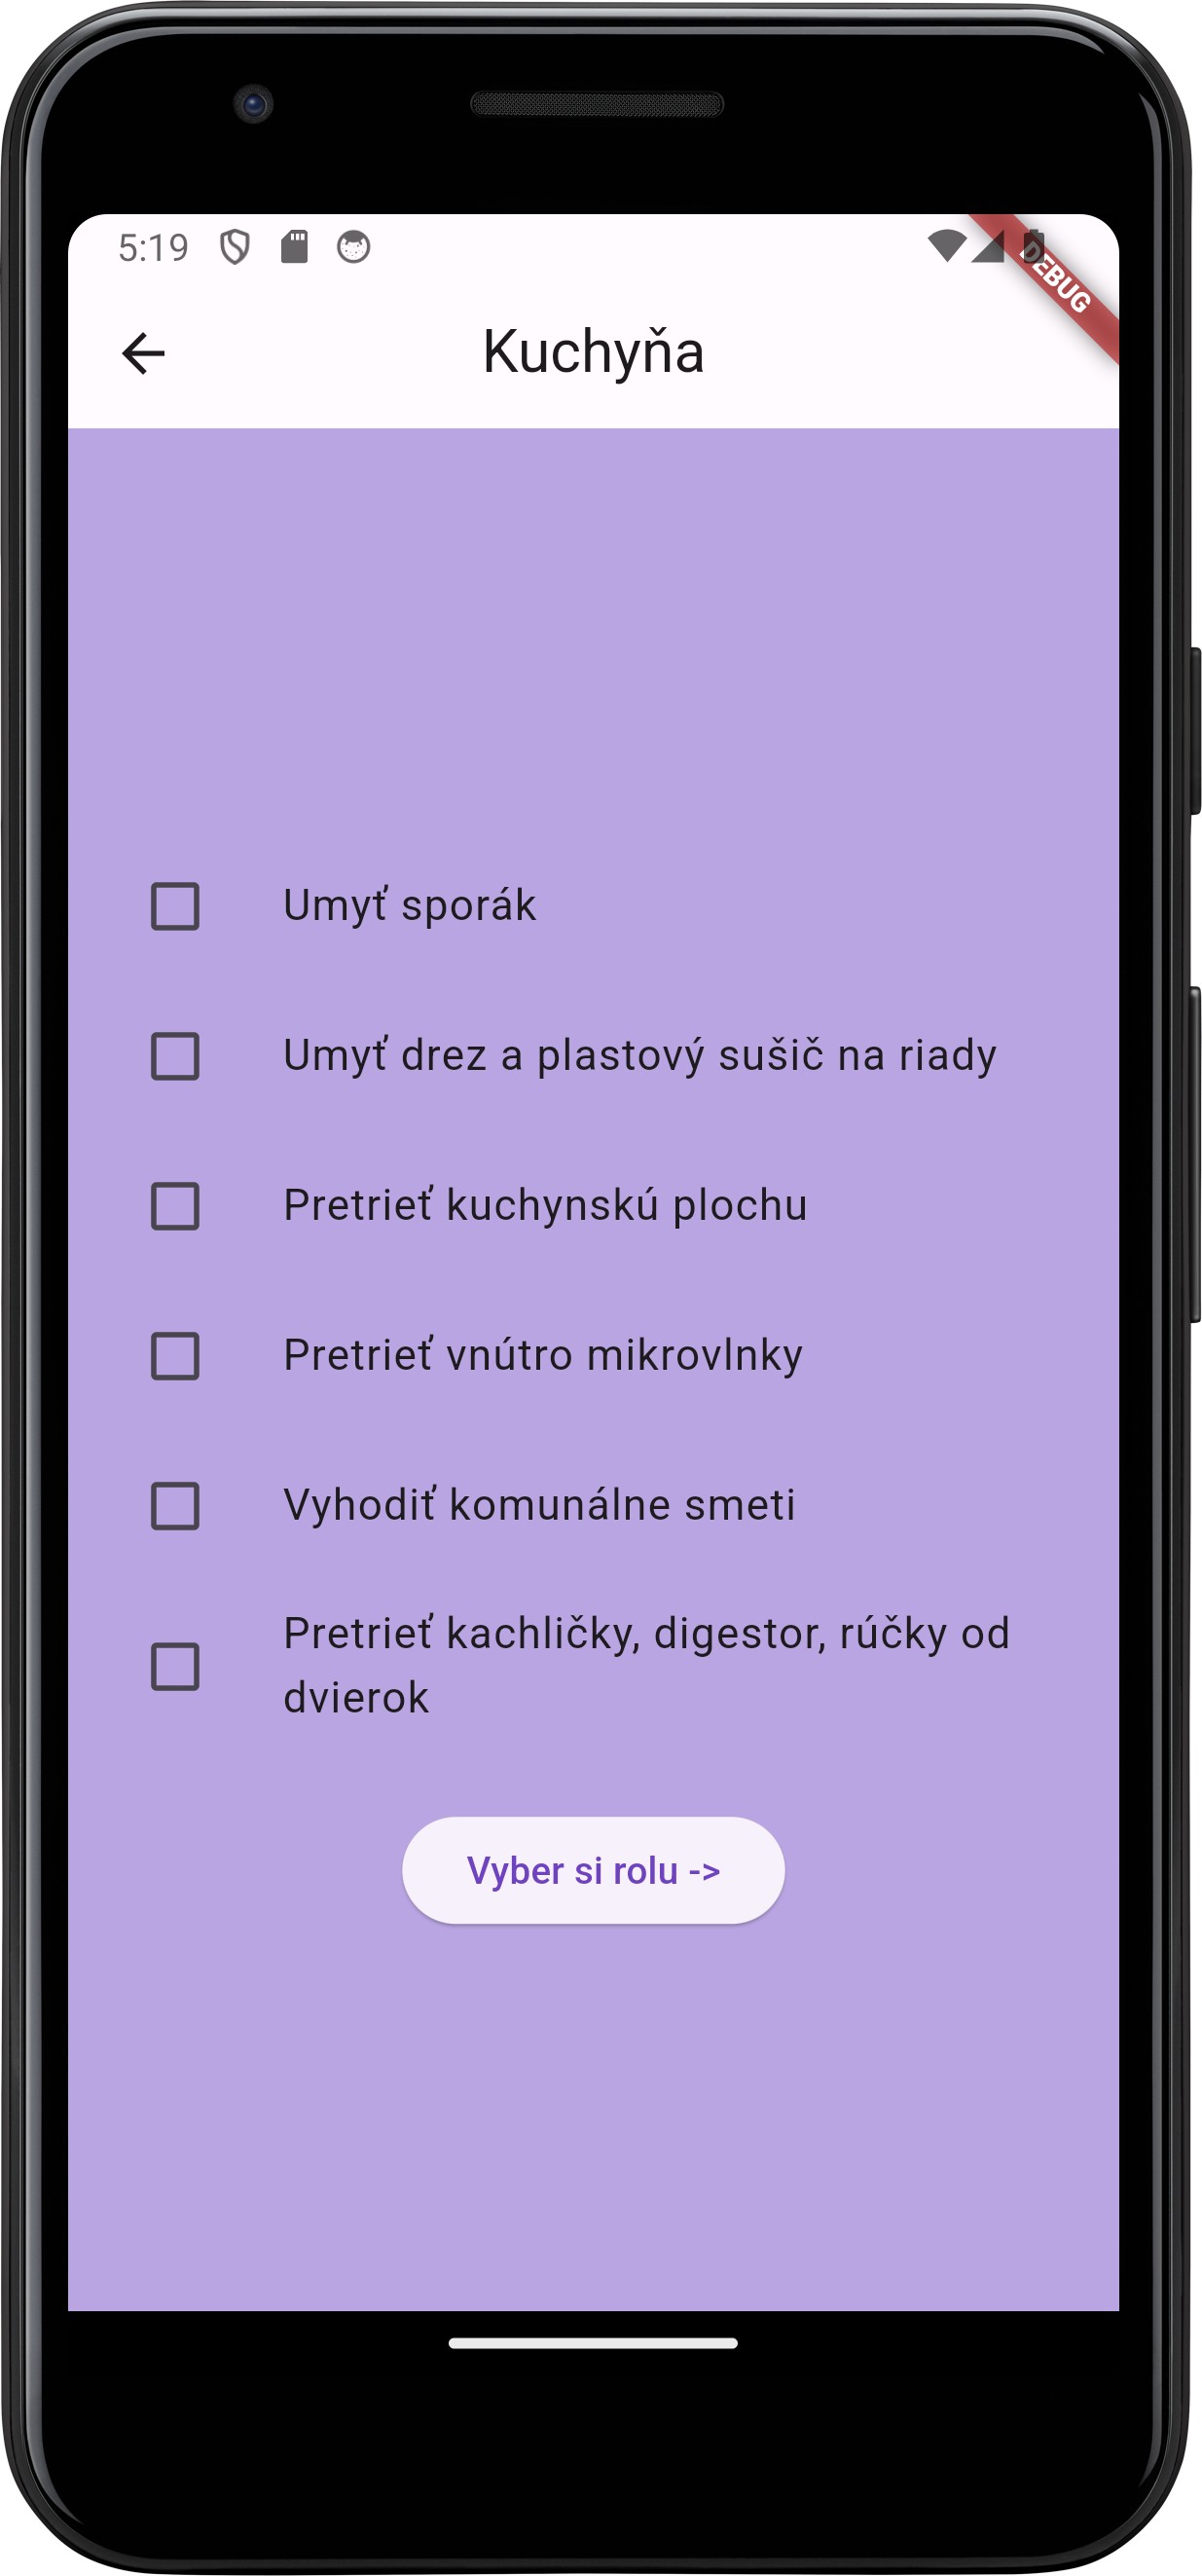 5:19
DEBUG
Kuchyňa
Umyť sporák
Umyť drez a plastový sušič na riady
Pretrieť kuchynskú plochu
Pretrieť vnútro mikrovlnky
Vyhodiť komunálne smeti
Pretrieť kachličky, digestor, rúčky od
dvierok
Vyber si rolu ->